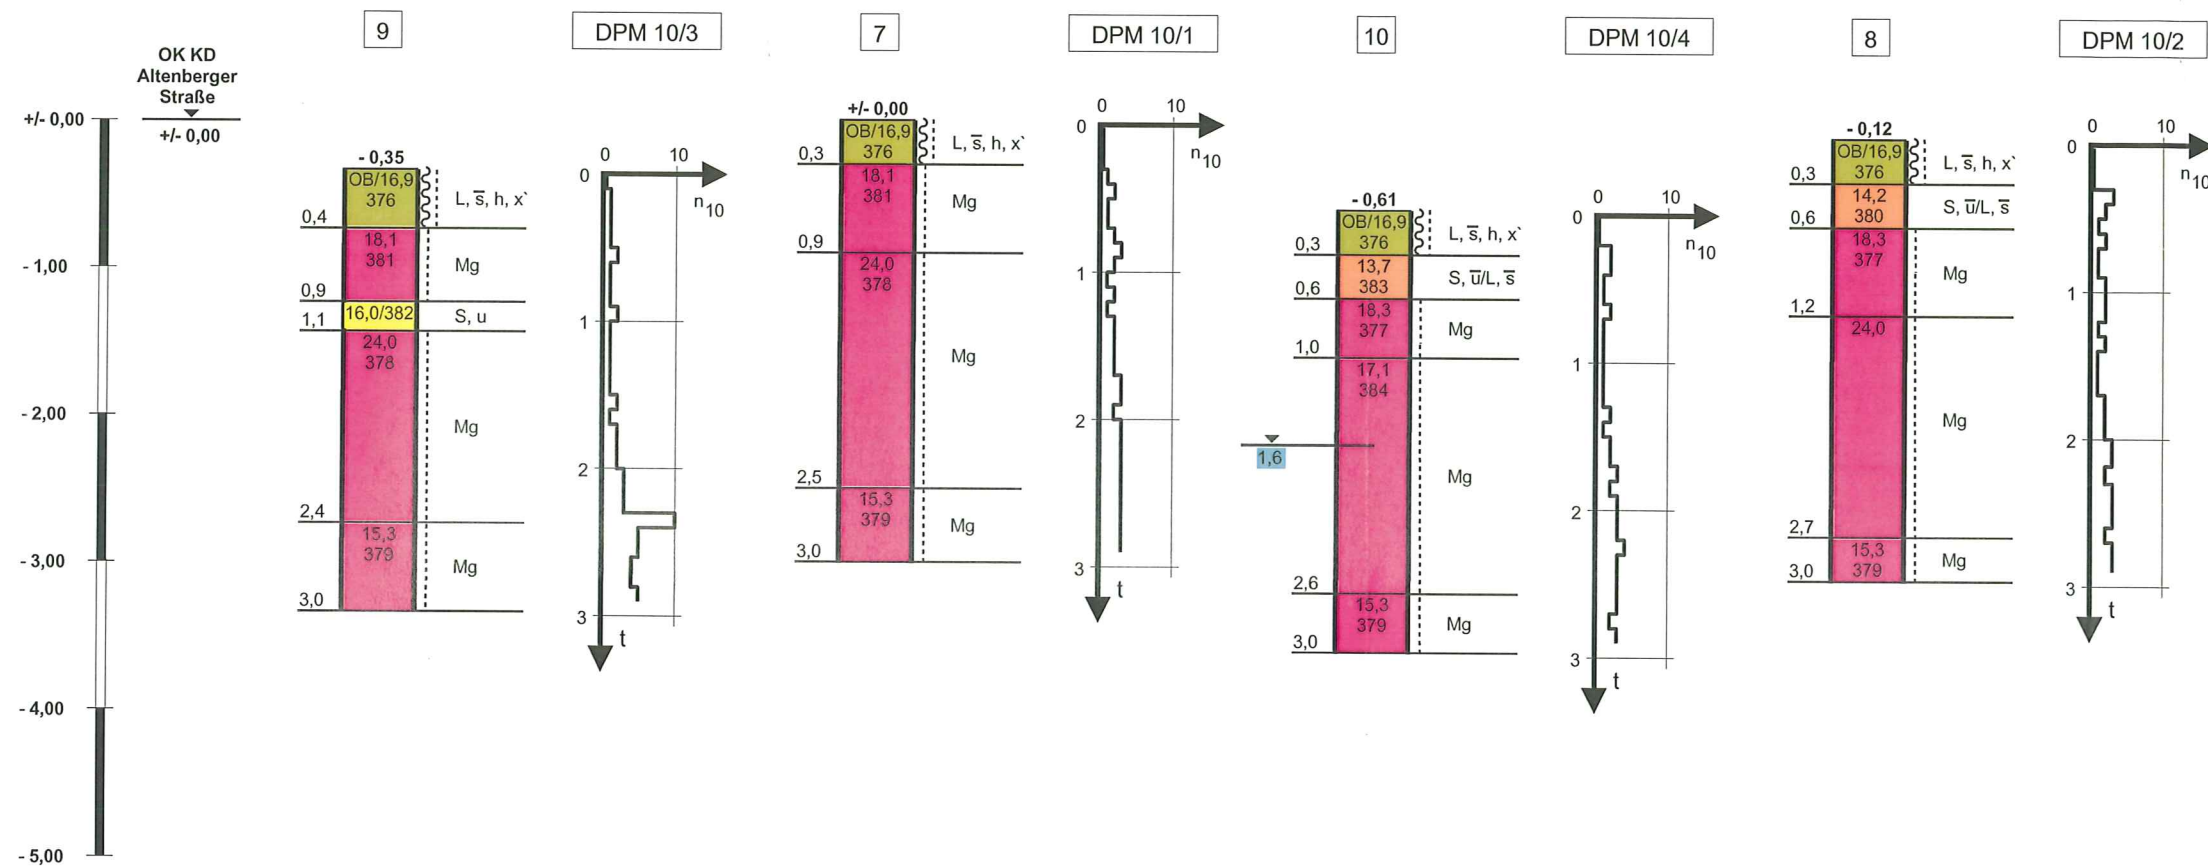 OK KD
Altenberger
Straße
+/- 0,00
+/- 0,00
- 1,00
- 2,00
- 3,00
- 4,00
- 5,00
9
- 0,35
OB/16,9
376
L, s̅, h, x`
0,4
18,1
381
Mg
0,9
16,0/382
S, u
1,1
24,0
378
Mg
2,4
15,3
379
Mg
3,0
DPM 10/3
0
10
0
n10
1
2
3
t
7
+/- 0,00
OB/16,9
376
L, s̅, h, x`
0,3
18,1
381
Mg
0,9
24,0
378
Mg
2,5
15,3
379
Mg
3,0
DPM 10/1
0
10
0
n10
1
2
3
t
10
- 0,61
OB/16,9
376
L, s̅, h, x`
0,3
13,7
383
S, u̅/L, s̅
0,6
18,3
377
Mg
1,0
17,1
384
1,6
Mg
2,6
15,3
379
Mg
3,0
DPM 10/4
0
10
0
n10
1
2
3
t
8
- 0,12
OB/16,9
376
L, s̅, h, x`
0,3
14,2
380
S, u̅/L, s̅
0,6
18,3
377
Mg
1,2
24,0
Mg
2,7
15,3
379
Mg
3,0
DPM 10/2
0
10
0
n10
1
2
3
t